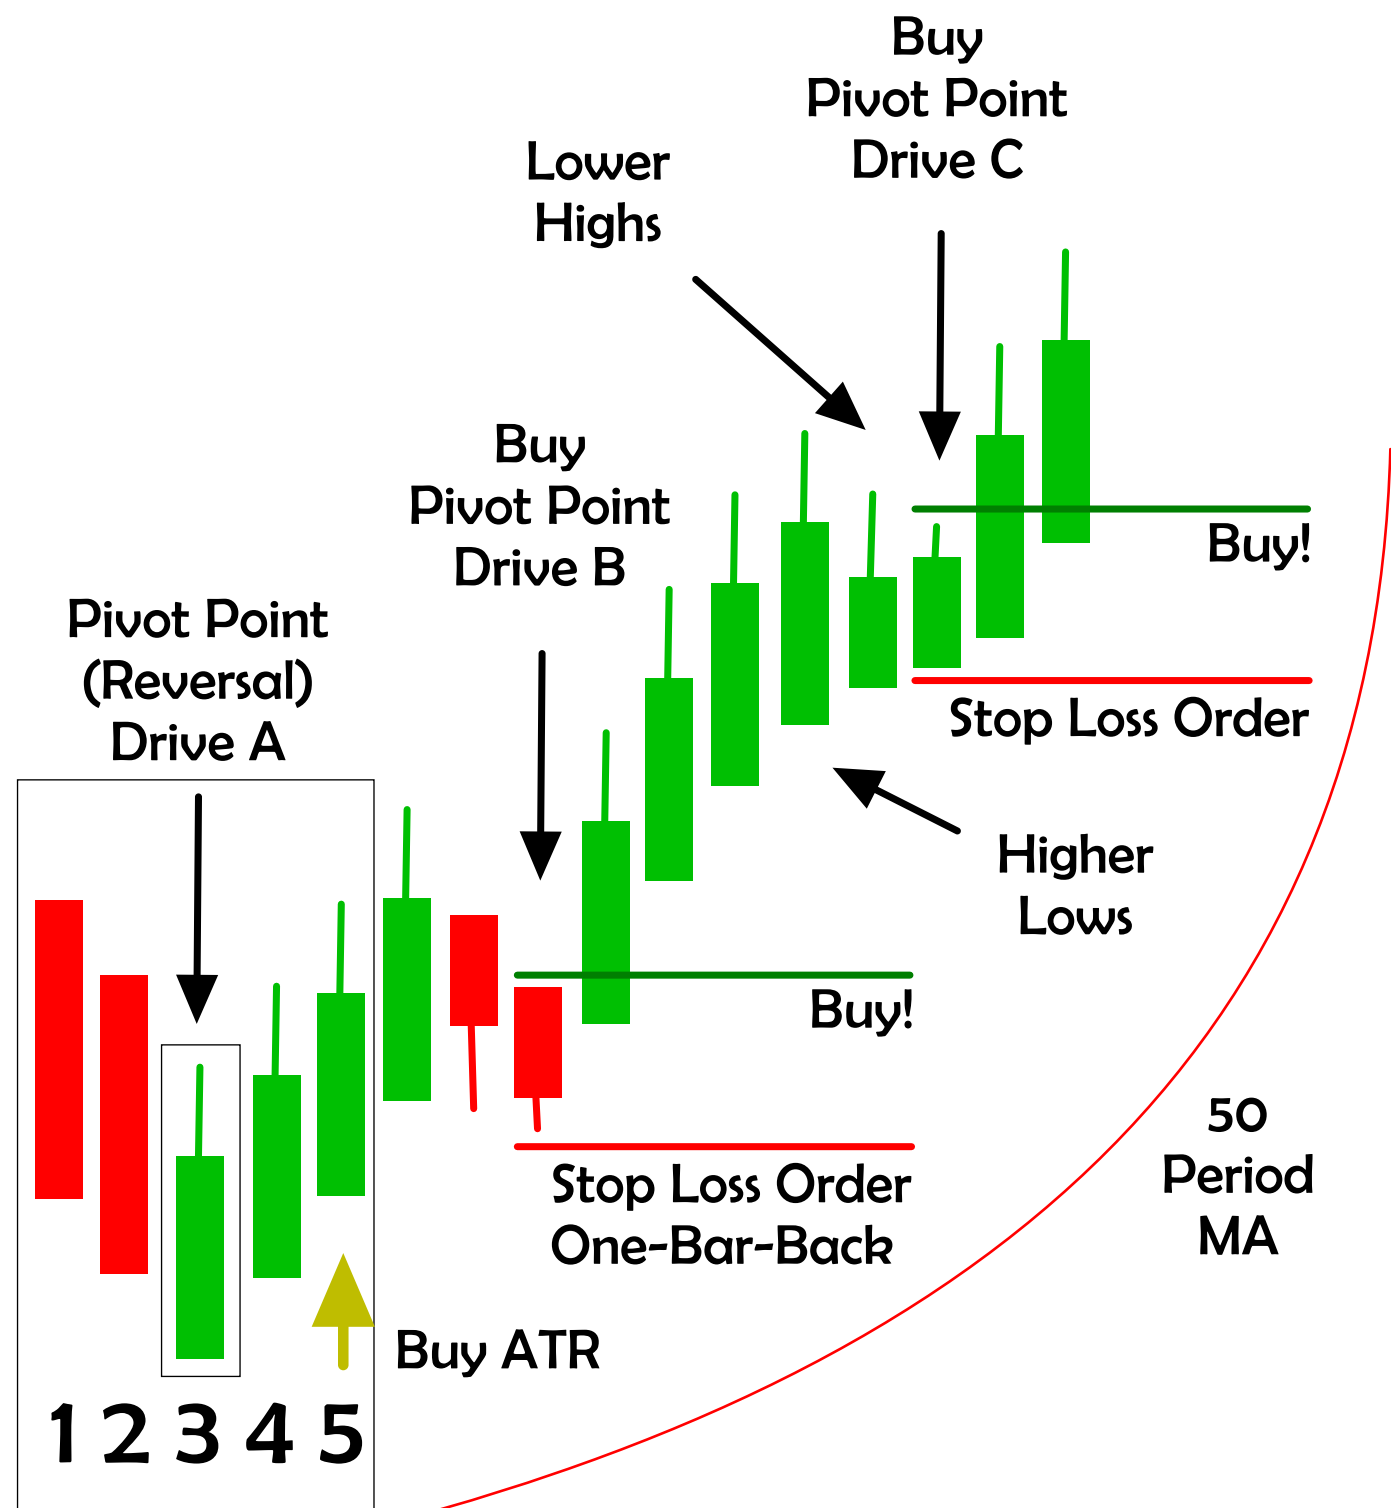 Buy
Pivot Point
Drive C
Lower
Highs
Buy
Pivot Point
Drive B
Buy!
Pivot Point
(Reversal)
Drive A
Stop Loss Order
Higher
Lows
Buy!
50
Period
MA
Stop Loss Order
One-Bar-Back
Buy ATR
1 2 3 4 5